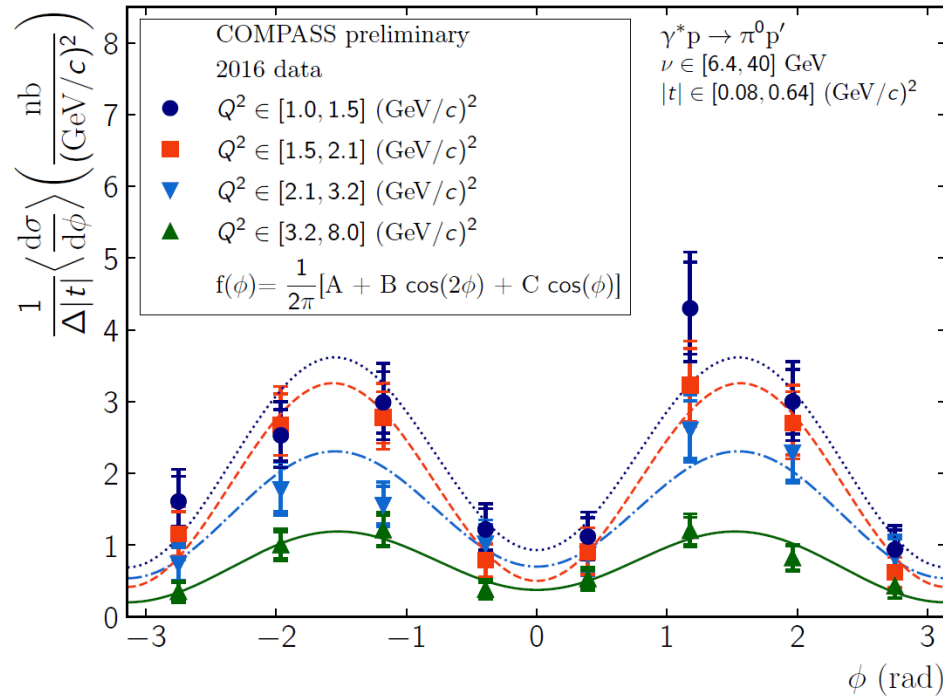 COMPASS preliminary
2016 data
Q² ∈ [1.0, 1.5] (GeV/c)²
Q² ∈ [1.5, 2.1] (GeV/c)²
Q² ∈ [2.1, 3.2] (GeV/c)²
Q² ∈ [3.2, 8.0] (GeV/c)²
f(ϕ)= 1/2π [A + B cos(2ϕ) + C cos(ϕ)]
γ*p → π⁰p′
ν ∈ [6.4, 40] GeV
|t| ∈ [0.08, 0.64] (GeV/c)²
1/Δ|t| ⟨dσ/dϕ⟩ (nb/(GeV/c)²)
8
7
6
5
4
3
2
1
0
−3 −2 −1 0 1 2 3
ϕ (rad)